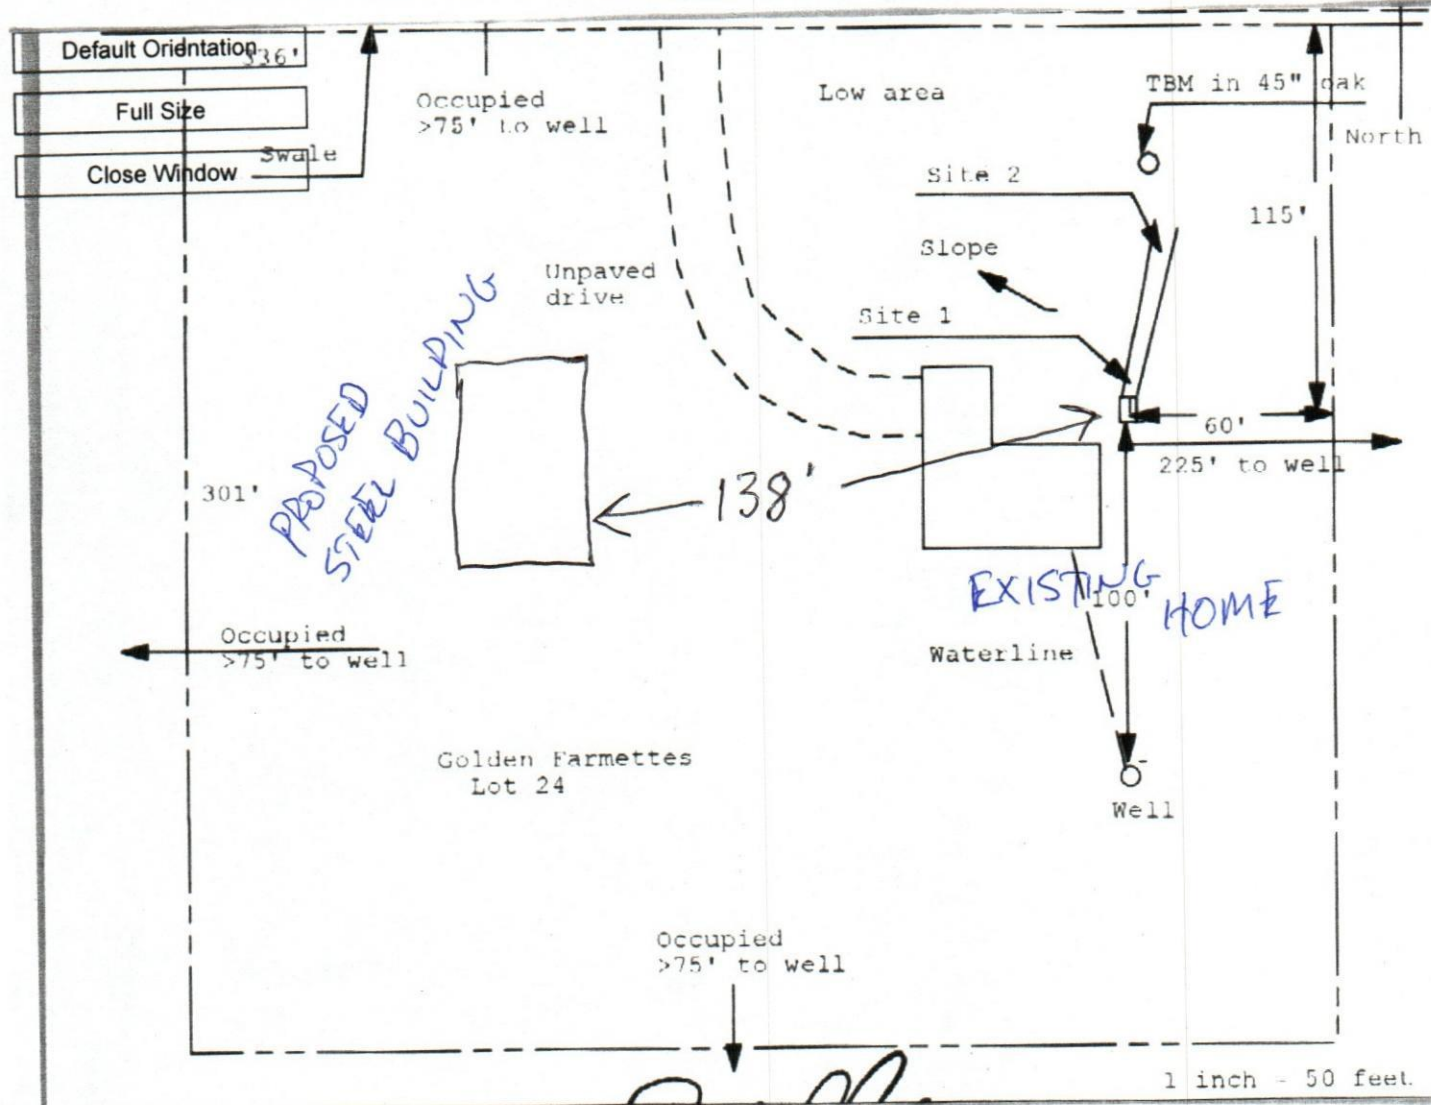 Default Orientation
336'
Full Size
Close Window
Swale
Occupied
>75' to well
Low area
TBM in 45" oak
North
Site 2
115'
Slope
Unpaved
drive
Site 1
PROPOSED
STEEL BUILDING
138'
60'
225' to well
301'
EXISTING HOME
100'
Occupied
>75' to well
Waterline
Golden Farmettes
Lot 24
Well
Occupied
>75' to well
1 inch - 50 feet